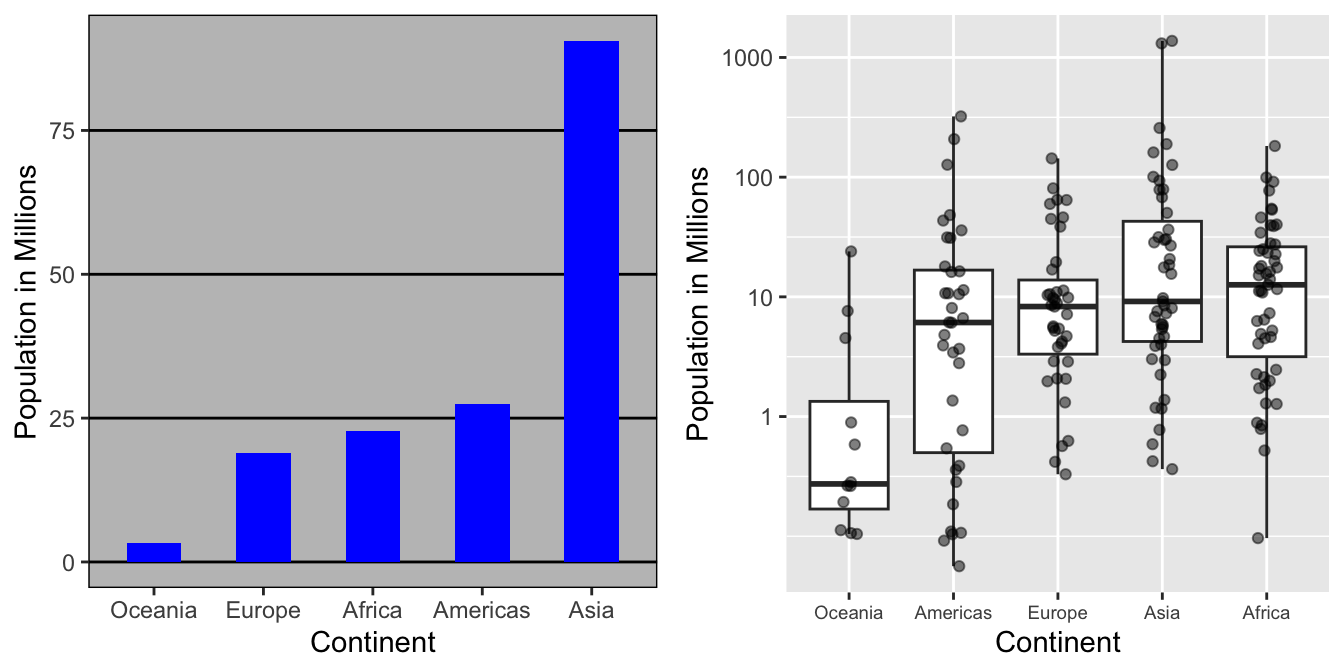 Population in Millions
75
50
25
0
Oceania Europe Africa Americas Asia
Continent
Population in Millions
1000
100
10
1
Oceania Americas Europe Asia Africa
Continent